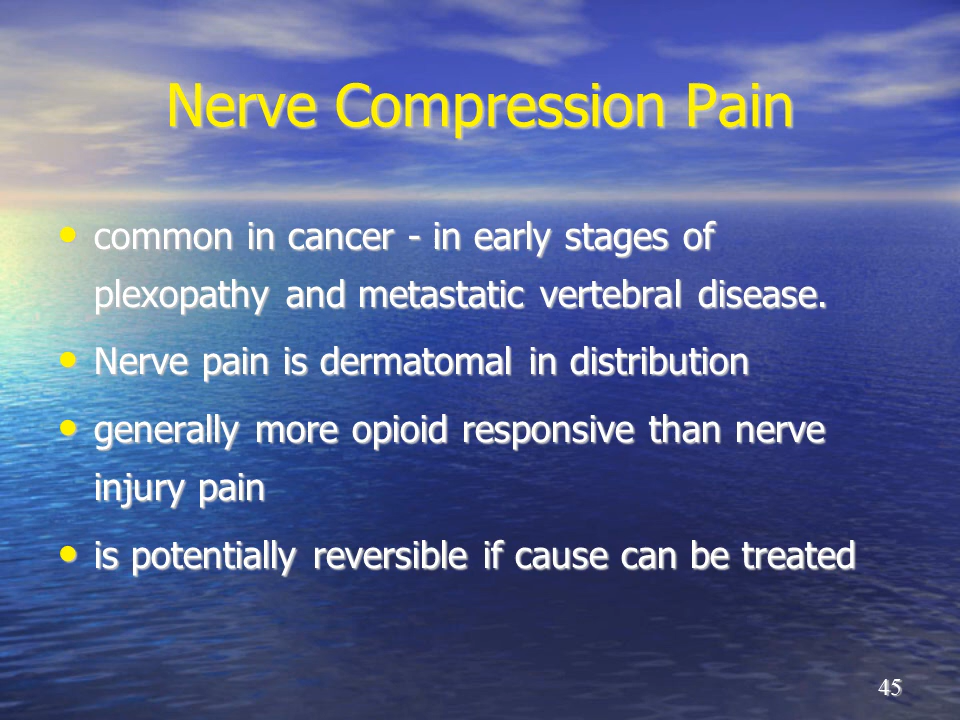 Nerve Compression Pain
• common in cancer - in early stages of
plexopathy and metastatic vertebral disease.
• Nerve pain is dermatomal in distribution
• generally more opioid responsive than nerve
injury pain
• is potentially reversible if cause can be treated
45